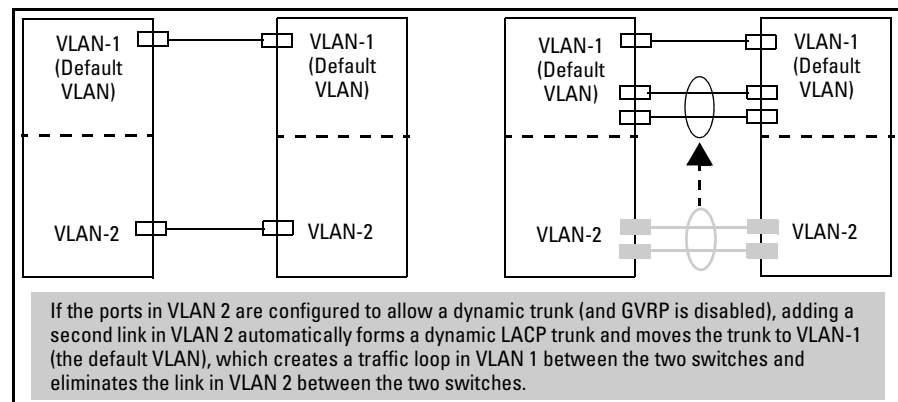 VLAN-1
(Default
VLAN)
VLAN-1
(Default
VLAN)
VLAN-2
VLAN-2
VLAN-1
(Default
VLAN)
VLAN-1
(Default
VLAN)
VLAN-2
VLAN-2
If the ports in VLAN 2 are configured to allow a dynamic trunk (and GVRP is disabled), adding a
second link in VLAN 2 automatically forms a dynamic LACP trunk and moves the trunk to VLAN-1
(the default VLAN), which creates a traffic loop in VLAN 1 between the two switches and
eliminates the link in VLAN 2 between the two switches.